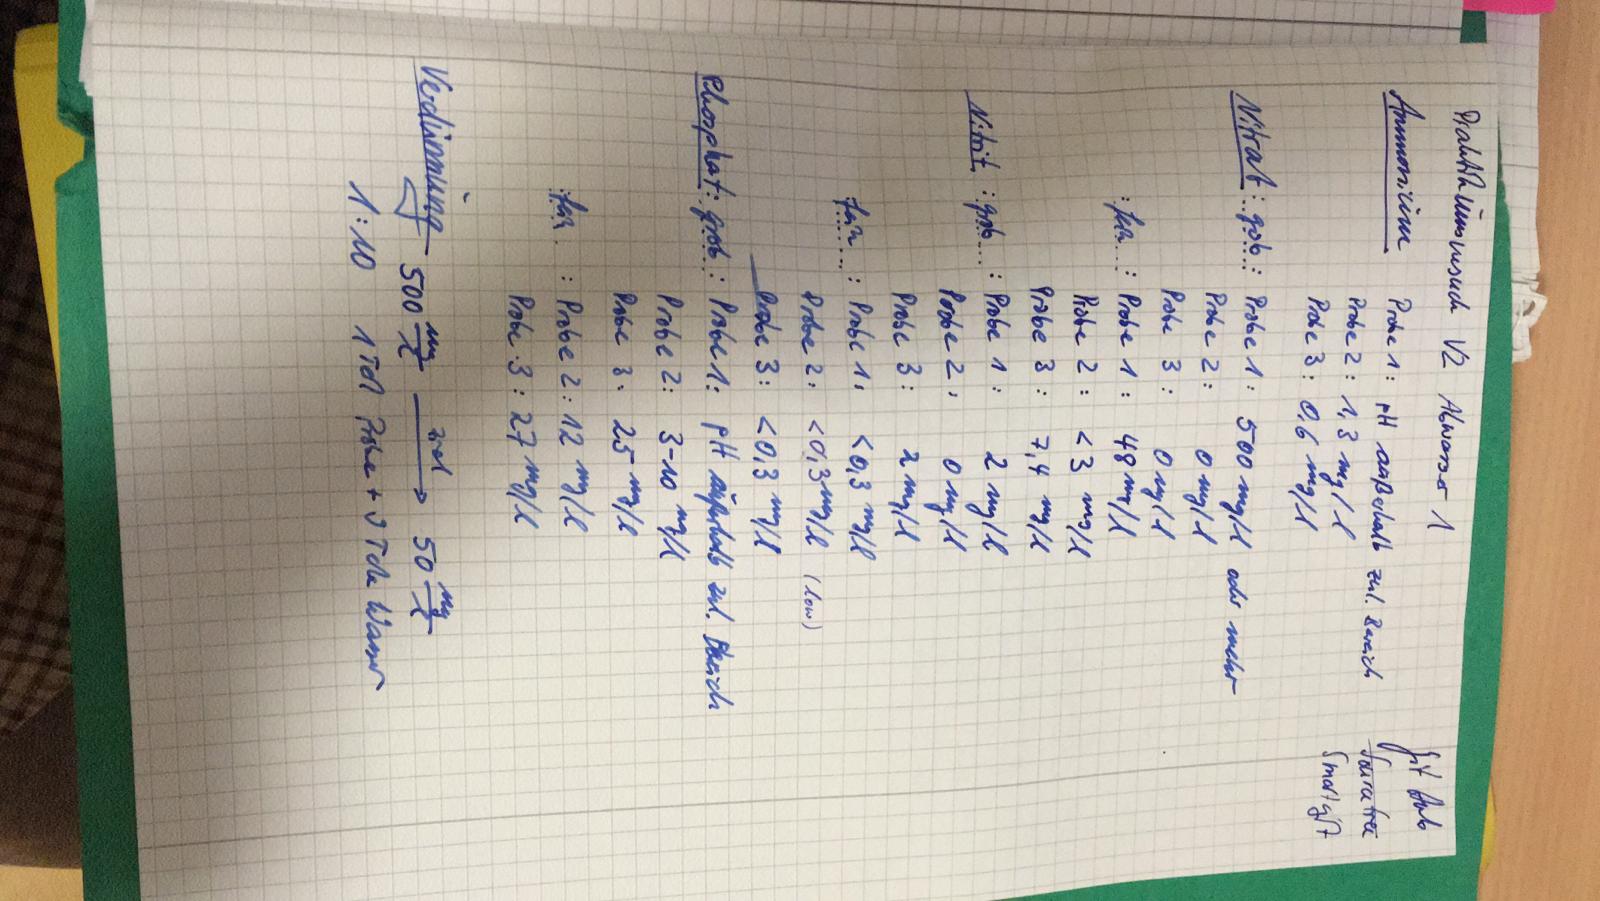 Praktikumsversuch V2 Abwasser 1
Git Hub
Sourcetree
Smartgit
Ammonium Probe 1: pH außerhalb zul. Bereich
Probe 2: 1,3 mg/l
Probe 3: 0,6 mg/l
Nitrat: grob: Probe 1: 500 mg/l oder mehr
Probe 2: 0 mg/l
Probe 3: 0 mg/l
: fein : Probe 1: 48 mg/l
Probe 2: <3 mg/l
Probe 3: 7,4 mg/l
Nitrit : grob : Probe 1: 2 mg/l
Probe 2: 0 mg/l
Probe 3: 2 mg/l
fein : Probe 1: <0,3 mg/l
Probe 2: <0,3 mg/l (low)
Probe 3: <0,3 mg/l
Phosphat: grob: Probe 1: pH außerhalb zul. Bereich
Probe 2: 3-10 mg/l
Probe 3: 25 mg/l
fein : Probe 2: 12 mg/l
Probe 3: 27 mg/l
Verdünnung 500 mg/l Ziel → 50 mg/l
1:10 1 Teil Probe + 9 Teile Wasser